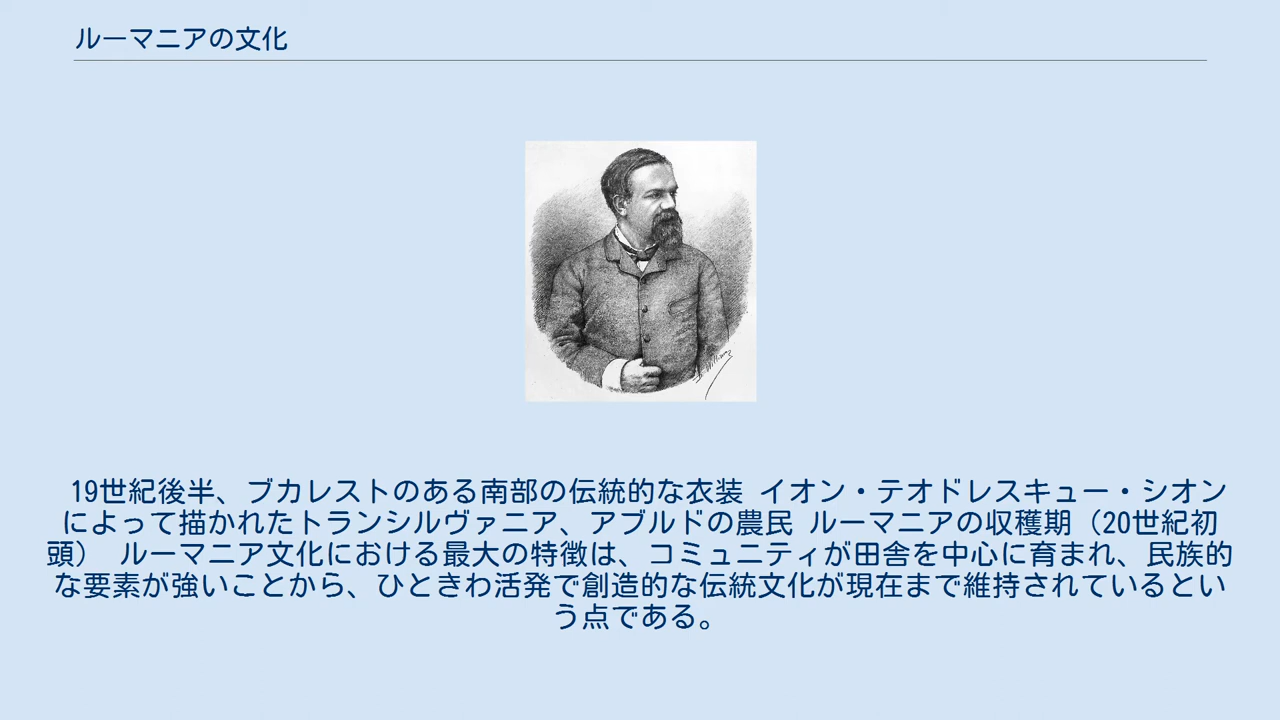 ルーマニアの文化
19世紀後半、ブカレストのある南部の伝統的な衣装 イオン・テオドレスキュー・シオン
によって描かれたトランシルヴァニア、アブルドの農民 ルーマニアの収穫期（20世紀初
頭） ルーマニア文化における最大の特徴は、コミュニティが田舎を中心に育まれ、民族的
な要素が強いことから、ひときわ活発で創造的な伝統文化が現在まで維持されているとい
う点である。